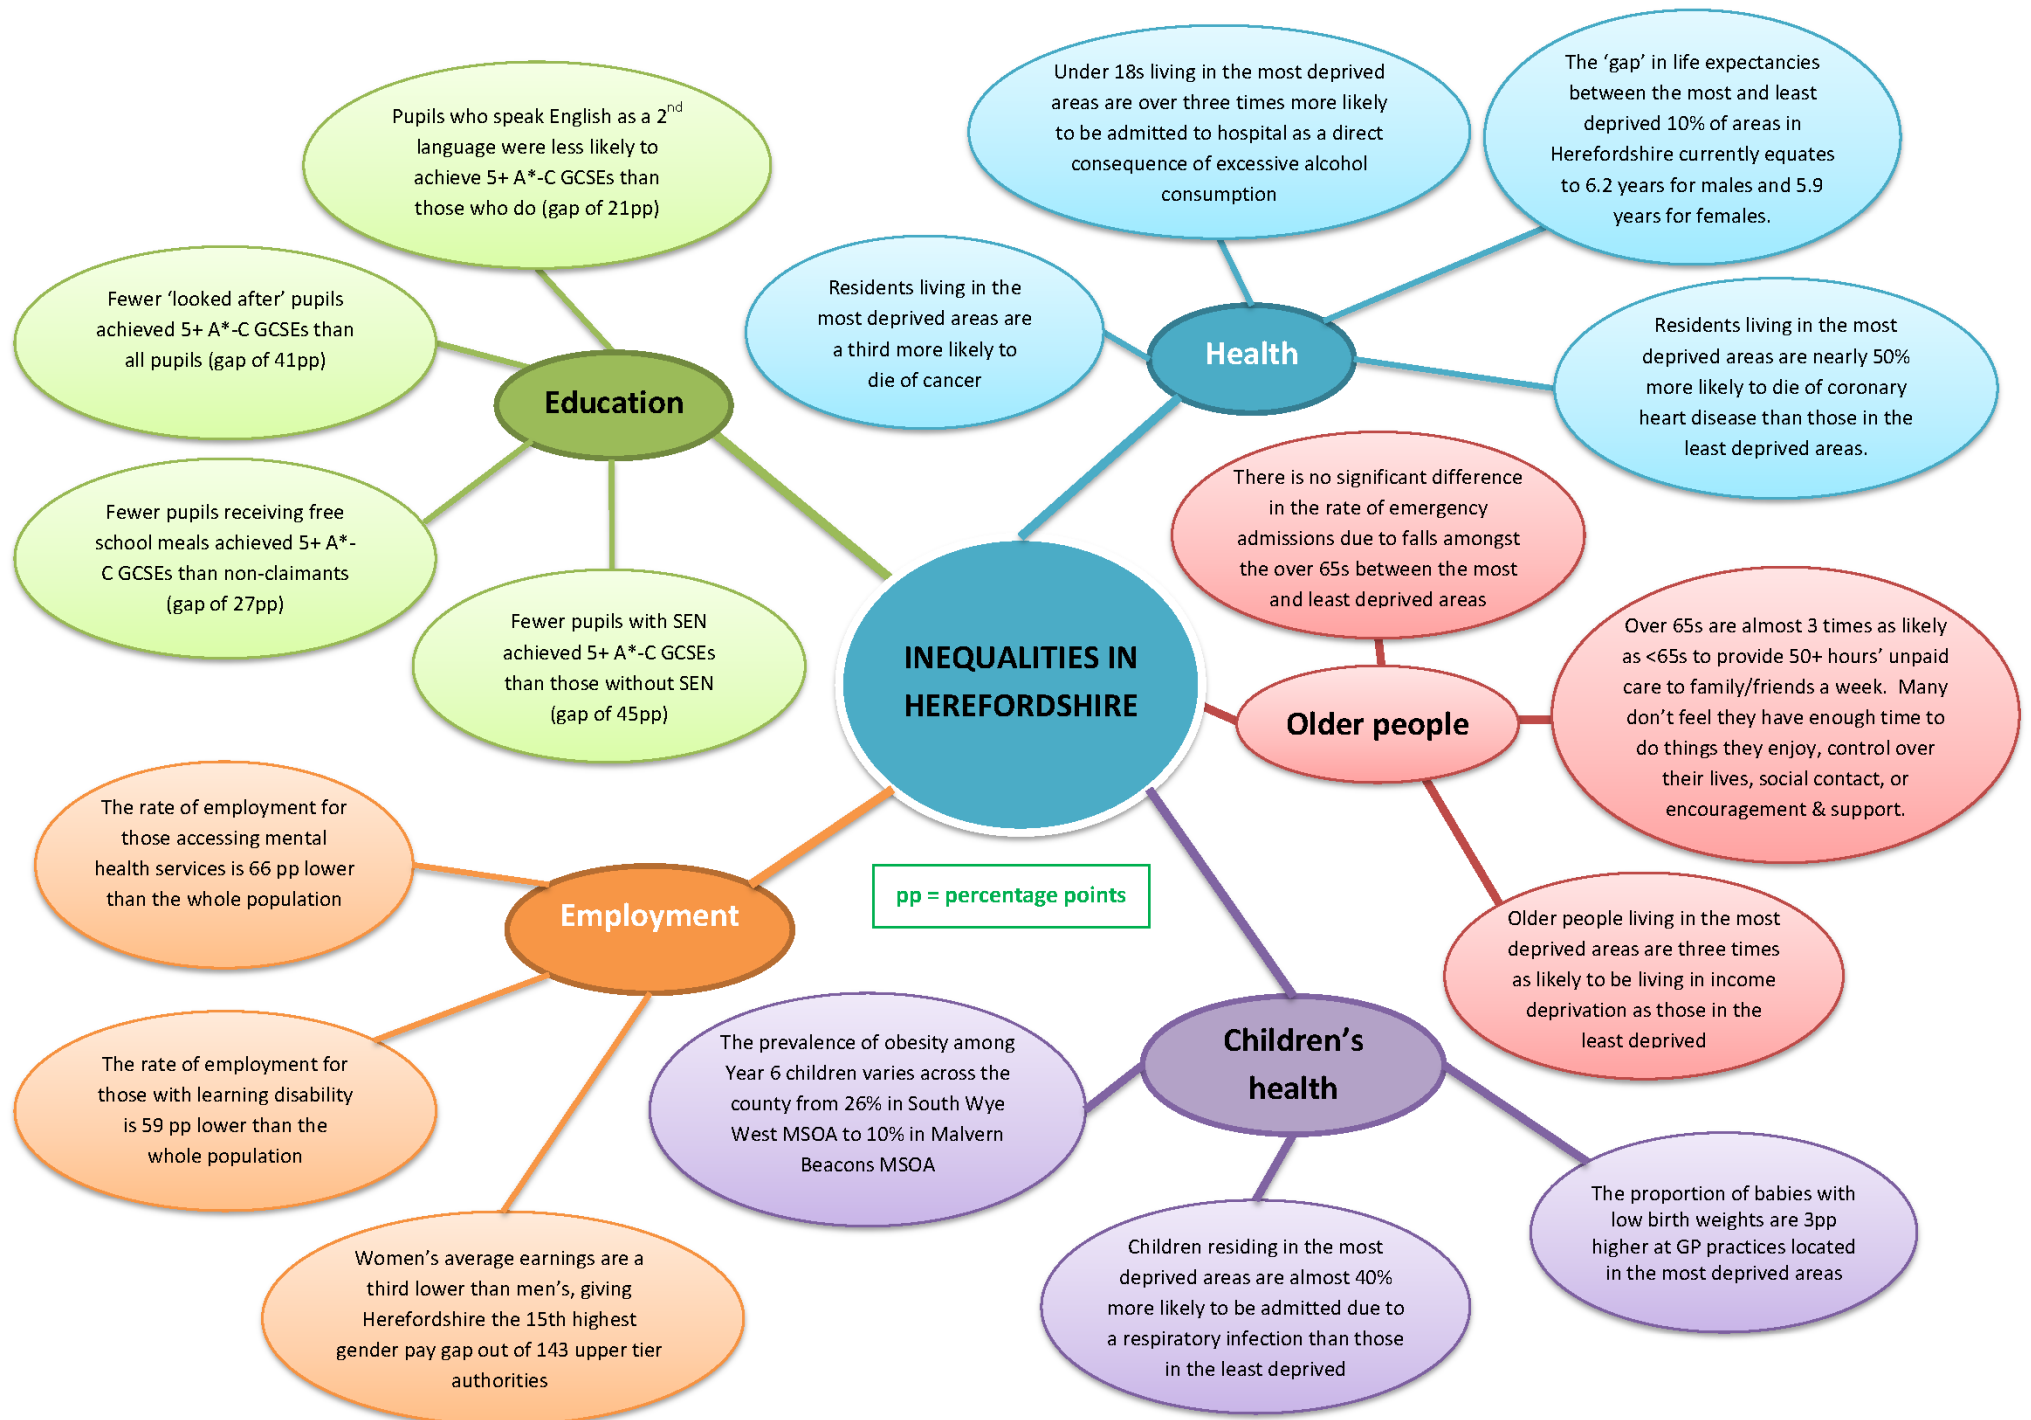 INEQUALITIES IN
HEREFORDSHIRE
pp = percentage points
Education
Pupils who speak English as a 2nd
language were less likely to
achieve 5+ A*-C GCSEs than
those who do (gap of 21pp)
Fewer ‘looked after’ pupils
achieved 5+ A*-C GCSEs than
all pupils (gap of 41pp)
Fewer pupils receiving free
school meals achieved 5+ A*-
C GCSEs than non-claimants
(gap of 27pp)
Fewer pupils with SEN
achieved 5+ A*-C GCSEs
than those without SEN
(gap of 45pp)
Health
Residents living in the
most deprived areas are
a third more likely to
die of cancer
Under 18s living in the most deprived
areas are over three times more likely
to be admitted to hospital as a direct
consequence of excessive alcohol
consumption
The ‘gap’ in life expectancies
between the most and least
deprived 10% of areas in
Herefordshire currently equates
to 6.2 years for males and 5.9
years for females.
Residents living in the most
deprived areas are nearly 50%
more likely to die of coronary
heart disease than those in the
least deprived areas.
Older people
There is no significant difference
in the rate of emergency
admissions due to falls amongst
the over 65s between the most
and least deprived areas
Over 65s are almost 3 times as likely
as <65s to provide 50+ hours’ unpaid
care to family/friends a week. Many
don’t feel they have enough time to
do things they enjoy, control over
their lives, social contact, or
encouragement & support.
Older people living in the most
deprived areas are three times
as likely to be living in income
deprivation as those in the
least deprived
Children’s
health
The prevalence of obesity among
Year 6 children varies across the
county from 26% in South Wye
West MSOA to 10% in Malvern
Beacons MSOA
Children residing in the most
deprived areas are almost 40%
more likely to be admitted due to
a respiratory infection than those
in the least deprived
The proportion of babies with
low birth weights are 3pp
higher at GP practices located
in the most deprived areas
Employment
The rate of employment for
those accessing mental
health services is 66 pp lower
than the whole population
The rate of employment for
those with learning disability
is 59 pp lower than the
whole population
Women’s average earnings are a
third lower than men’s, giving
Herefordshire the 15th highest
gender pay gap out of 143 upper tier
authorities